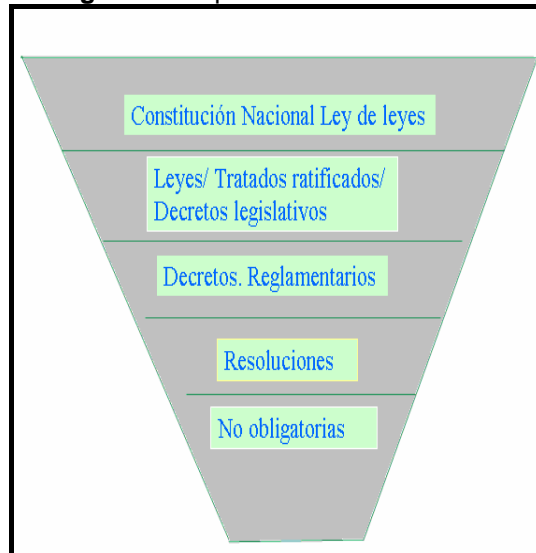 Constitución Nacional Ley de leyes
Leyes/ Tratados ratificados/
Decretos legislativos
Decretos. Reglamentarios
Resoluciones
No obligatorias